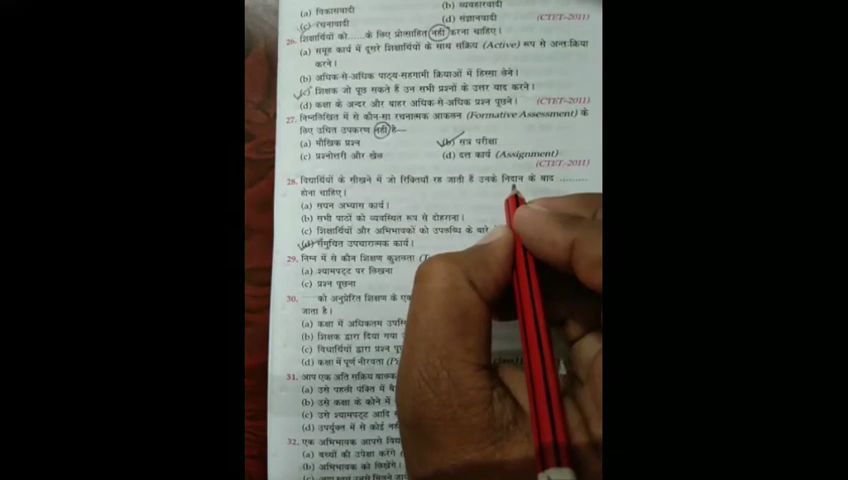 (a) विकासवादी (b) व्यवहारवादी
(c) रचनावादी (d) संज्ञानवादी
(CTET-2011)
26. शिक्षार्थियों को ..... के लिए प्रोत्साहित नहीं करना चाहिए।
(a) समूह कार्य में दूसरे शिक्षार्थियों के साथ सक्रिय (Active) रूप से अन्तःक्रिया
करने।
(b) अधिक-से-अधिक पाठ्य-सहगामी क्रियाओं में हिस्सा लेने।
(c) शिक्षक जो पूछ सकते हैं उन सभी प्रश्नों के उत्तर याद करने।
(d) कक्षा के अन्दर और बाहर अधिक-से-अधिक प्रश्न पूछने। (CTET-2011)
27. निम्नलिखित में से कौन-सा रचनात्मक आकलन (Formative Assessment) के
लिए उचित उपकरण नहीं है—
(a) मौखिक प्रश्न (b) सत्र परीक्षा
(c) प्रश्नोत्तरी और खेल (d) दत्त कार्य (Assignment)
(CTET-2011)
28. विद्यार्थियों के सीखने में जो रिक्तियाँ रह जाती हैं उनके निदान के बाद .........
होना चाहिए।
(a) सघन अभ्यास कार्य।
(b) सभी पाठों को व्यवस्थित रूप से दोहराना।
(c) शिक्षार्थियों और अभिभावकों को उपलब्धि के बारे
(d) समुचित उपचारात्मक कार्य।
29. निम्न में से कौन शिक्षण कुशलता
(a) श्यामपट्ट पर लिखना
(c) प्रश्न पूछना
30. ..... को अनुप्रेरित शिक्षण के
जाता है।
(a) कक्षा में अधिकतम
(b) शिक्षक द्वारा दिया गया
(c) विद्यार्थियों द्वारा प्रश्न
(d) कक्षा में पूर्ण नीरवता
31. आप एक अति सक्रिय
(a) उसे पहली पंक्ति में
(b) उसे कक्षा के कोने में
(c) उसे श्यामपट्ट आदि
(d) उपर्युक्त में से कोई
32. एक अभिभावक आपसे
(a) बच्चों की उपेक्षा करेंगे
(b) अभिभावक को लिखेंगे।